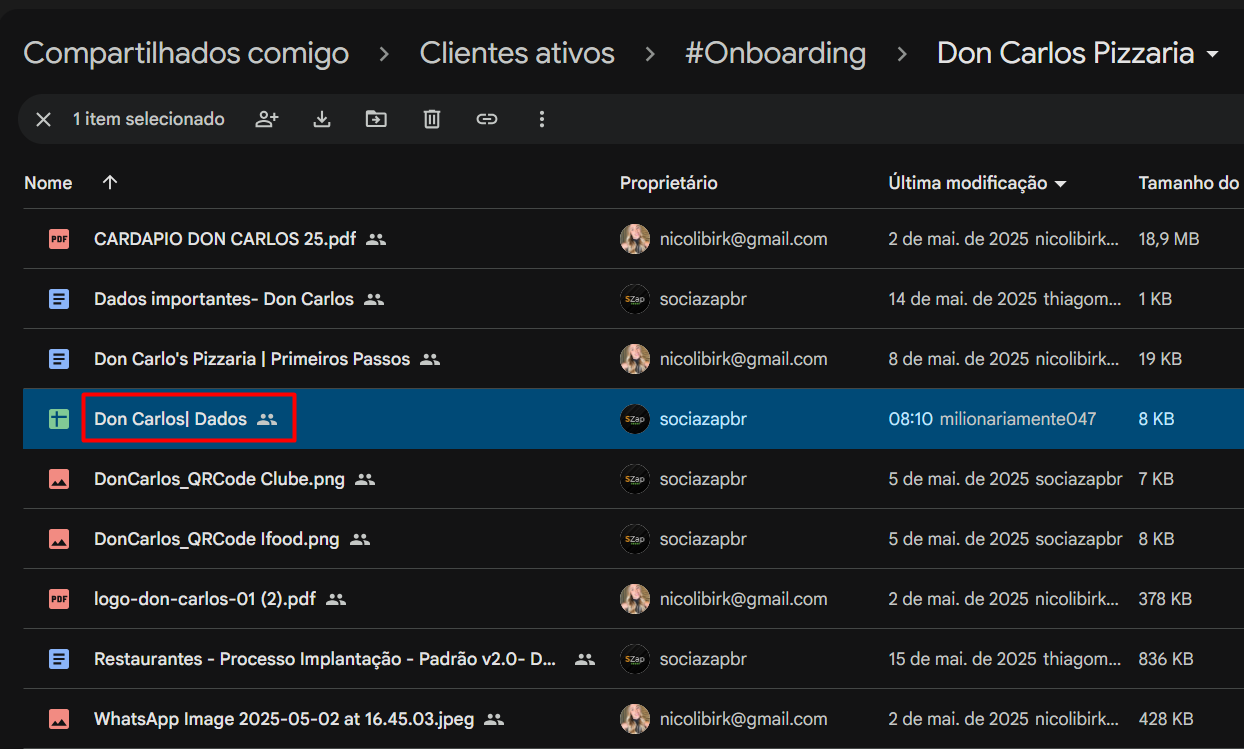 Compartilhados comigo > Clientes ativos > #Onboarding > Don Carlos Pizzaria
1 item selecionado
Nome Proprietário Última modificação Tamanho do
PDF CARDAPIO DON CARLOS 25.pdf nicolibirk@gmail.com 2 de mai. de 2025 nicolibirk... 18,9 MB
Dados importantes- Don Carlos SZap sociazapbr 14 de mai. de 2025 thiagom... 1 KB
Don Carlo's Pizzaria | Primeiros Passos nicolibirk@gmail.com 8 de mai. de 2025 nicolibirk... 19 KB
Don Carlos| Dados SZap sociazapbr 08:10 milionariamente047 8 KB
DonCarlos_QRCode Clube.png SZap sociazapbr 5 de mai. de 2025 sociazapbr 7 KB
DonCarlos_QRCode Ifood.png SZap sociazapbr 5 de mai. de 2025 sociazapbr 8 KB
PDF logo-don-carlos-01 (2).pdf nicolibirk@gmail.com 2 de mai. de 2025 nicolibirk... 378 KB
Restaurantes - Processo Implantação - Padrão v2.0- D... SZap sociazapbr 15 de mai. de 2025 thiagom... 836 KB
WhatsApp Image 2025-05-02 at 16.45.03.jpeg nicolibirk@gmail.com 2 de mai. de 2025 nicolibirk... 428 KB